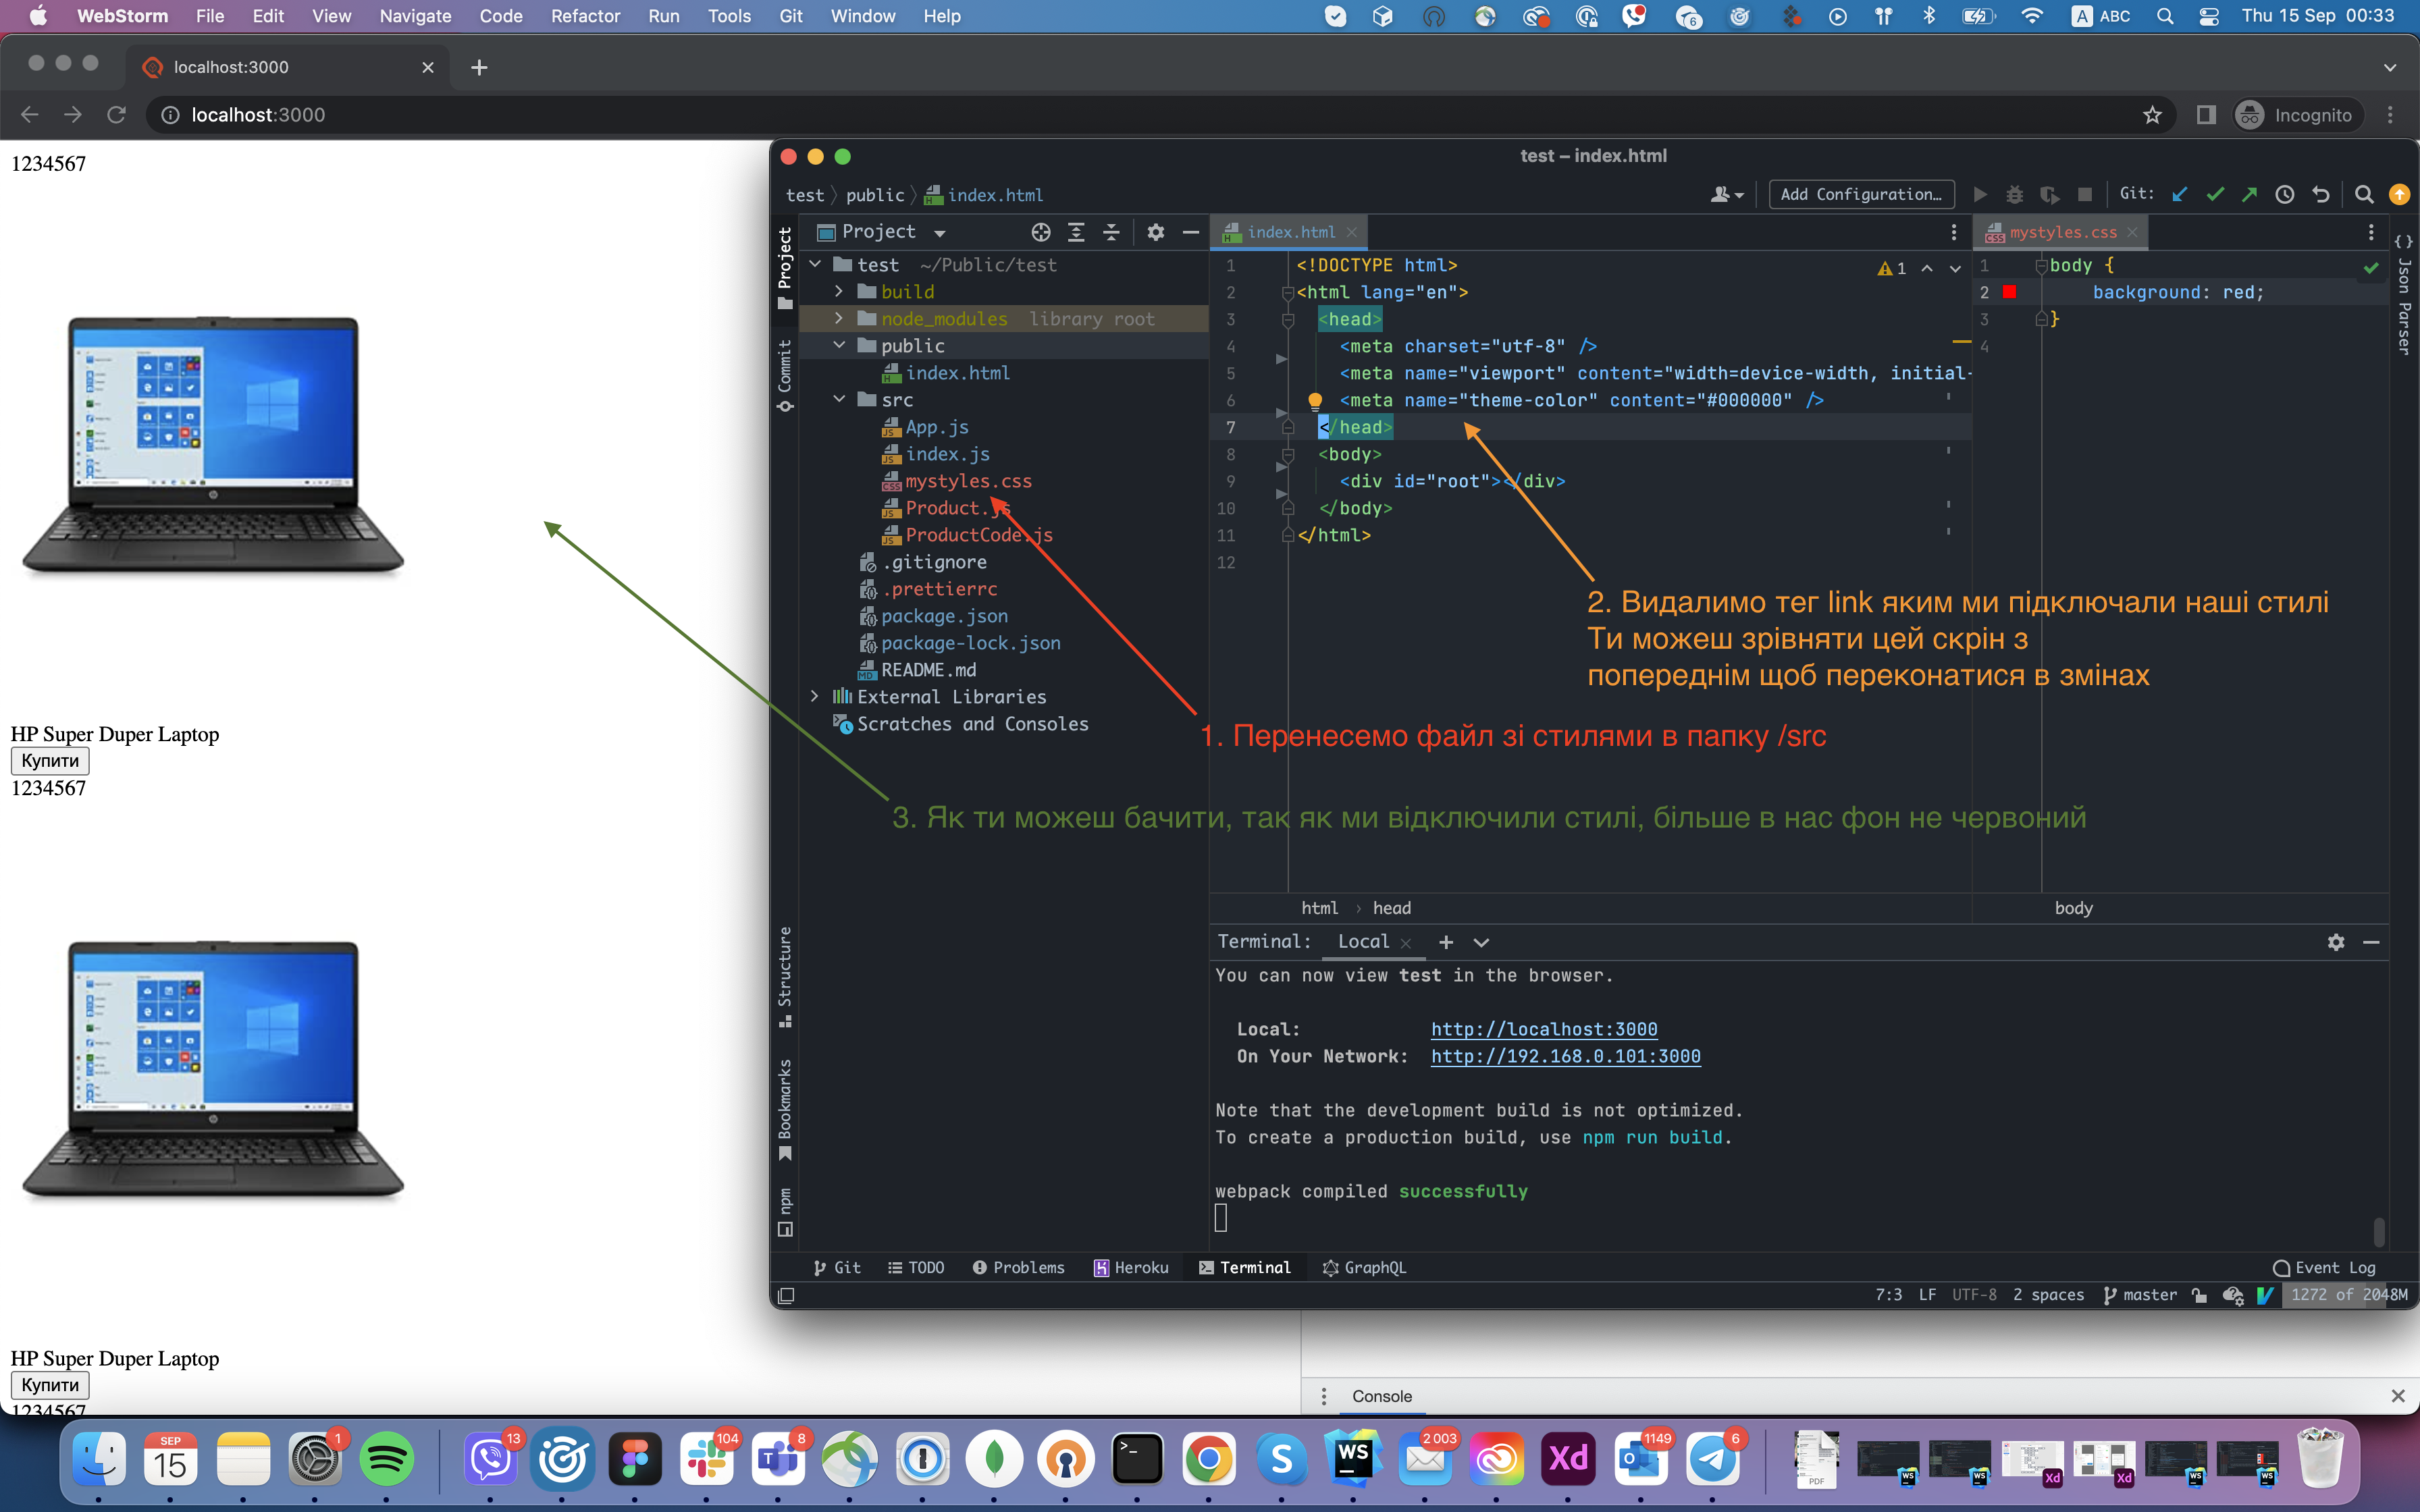 WebStorm File Edit View Navigate Code Refactor Run Tools Git Window Help
6 A ABC Thu 15 Sep 00:33
localhost:3000
localhost:3000
Incognito
1234567
HP Super Duper Laptop
Купити
1234567
HP Super Duper Laptop
Купити
1234567
test – index.html
test public index.html
Add Configuration... Git:
Project
Commit
Structure
Bookmarks
npm
Json Parser
Project
test ~/Public/test
build
node_modules library root
public
index.html
src
App.js
index.js
mystyles.css
Product.js
ProductCode.js
.gitignore
.prettierrc
package.json
package-lock.json
README.md
External Libraries
Scratches and Consoles
index.html
1 <!DOCTYPE html>
2 <html lang="en">
3 <head>
4 <meta charset="utf-8" />
5 <meta name="viewport" content="width=device-width, initial-
6 <meta name="theme-color" content="#000000" />
7 </head>
8 <body>
9 <div id="root"></div>
10 </body>
11 </html>
12
1
html › head
mystyles.css
1 body {
2 background: red;
3 }
4
body
2. Видалимо тег link яким ми підключали наші стилі
Ти можеш зрівняти цей скрін з
попереднім щоб переконатися в змінах
1. Перенесемо файл зі стилями в папку /src
3. Як ти можеш бачити, так як ми відключили стилі, більше в нас фон не червоний
Terminal: Local
You can now view test in the browser.
Local: http://localhost:3000
On Your Network: http://192.168.0.101:3000
Note that the development build is not optimized.
To create a production build, use npm run build.
webpack compiled successfully
Git TODO Problems Heroku Terminal GraphQL Event Log
7:3 LF UTF-8 2 spaces master 1272 of 2048M
Console
SEP
15
1
13
104
8
WS
2 003
Xd
1149
6
PDF
WS
WS
Xd
Xd
WS
WS